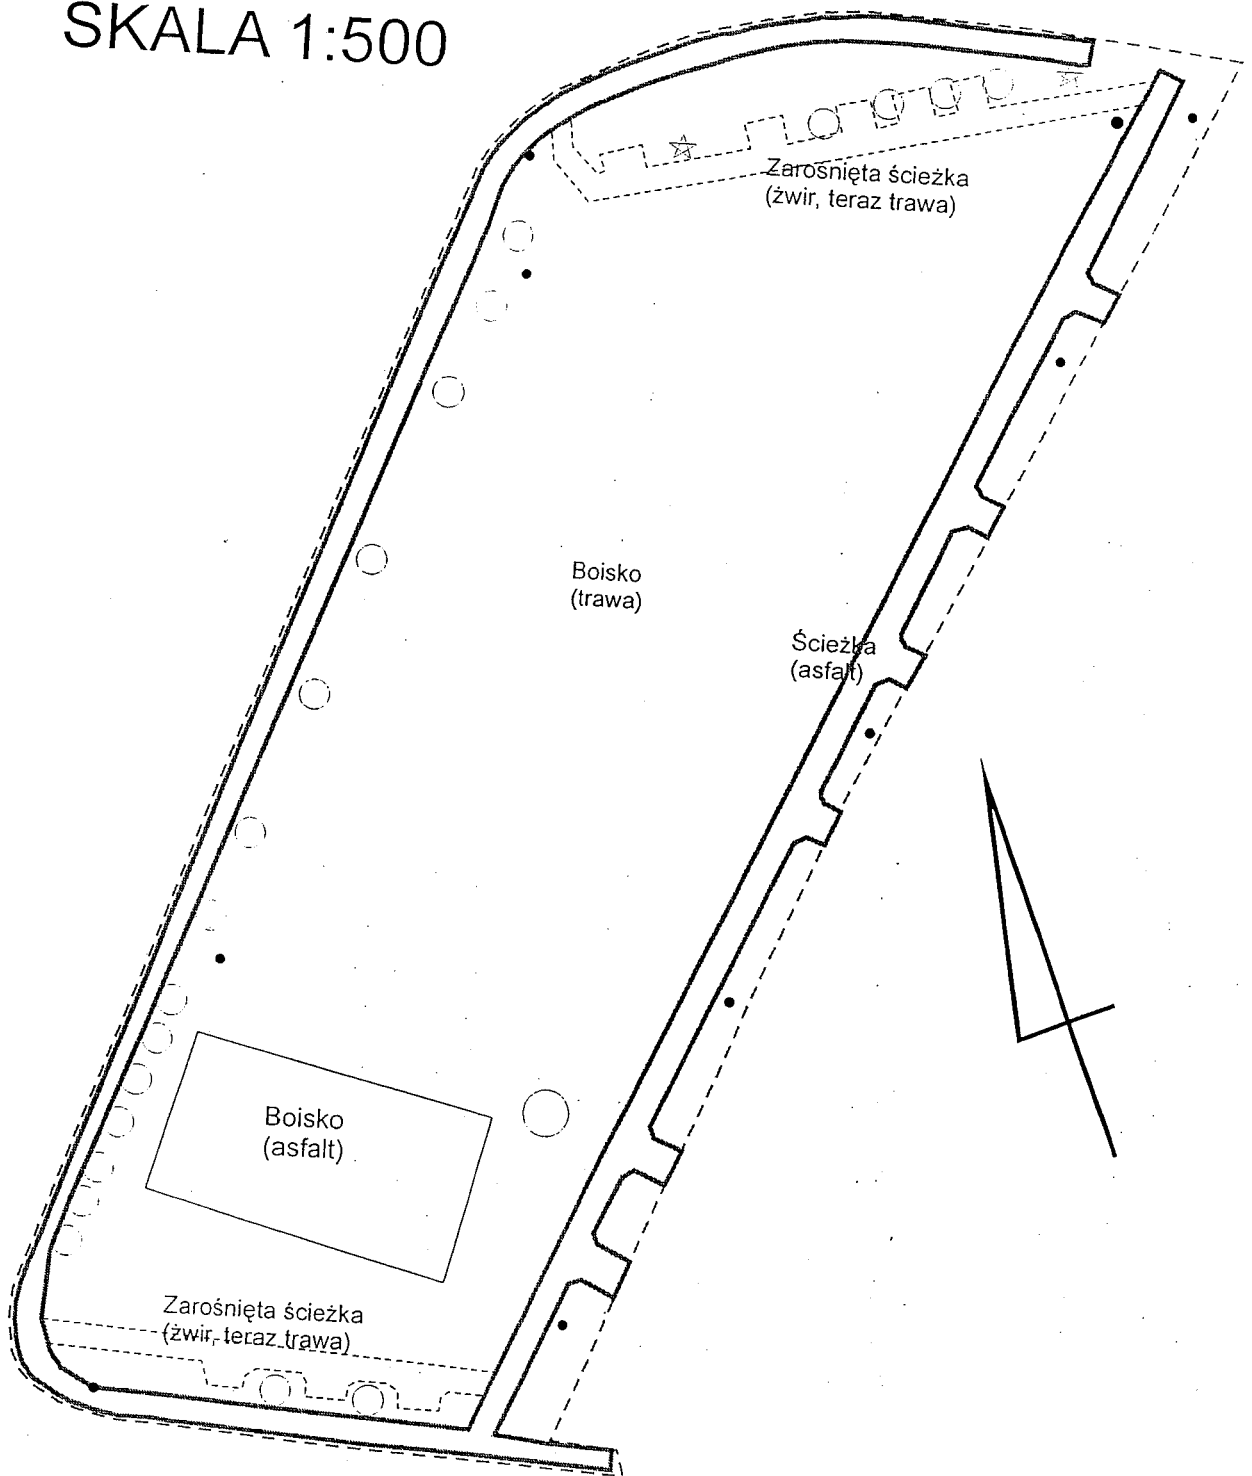 SKALA 1:500
Zarośnięta ścieżka
(żwir, teraz trawa)
Boisko
(trawa)
Ścieżka
(asfalt)
Boisko
(asfalt)
Zarośnięta ścieżka
(żwir, teraz trawa)